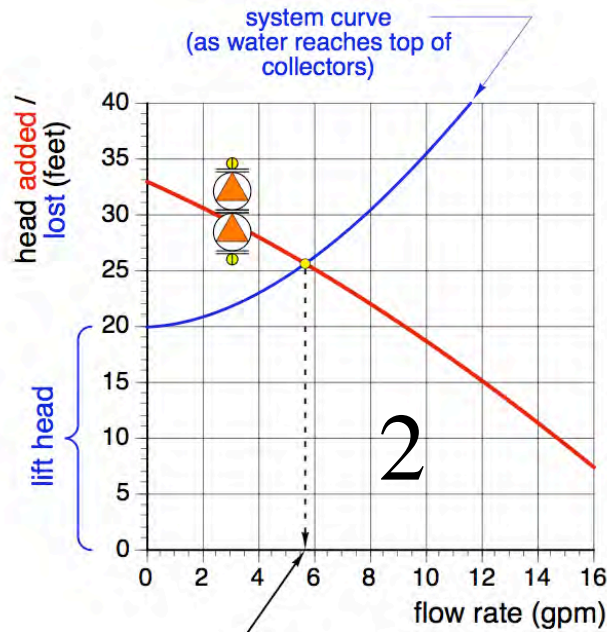 system curve
(as water reaches top of
collectors)
head added /
lost (feet)
40
35
30
25
20
15
10
5
0
lift head
2
0 2 4 6 8 10 12 14 16
flow rate (gpm)